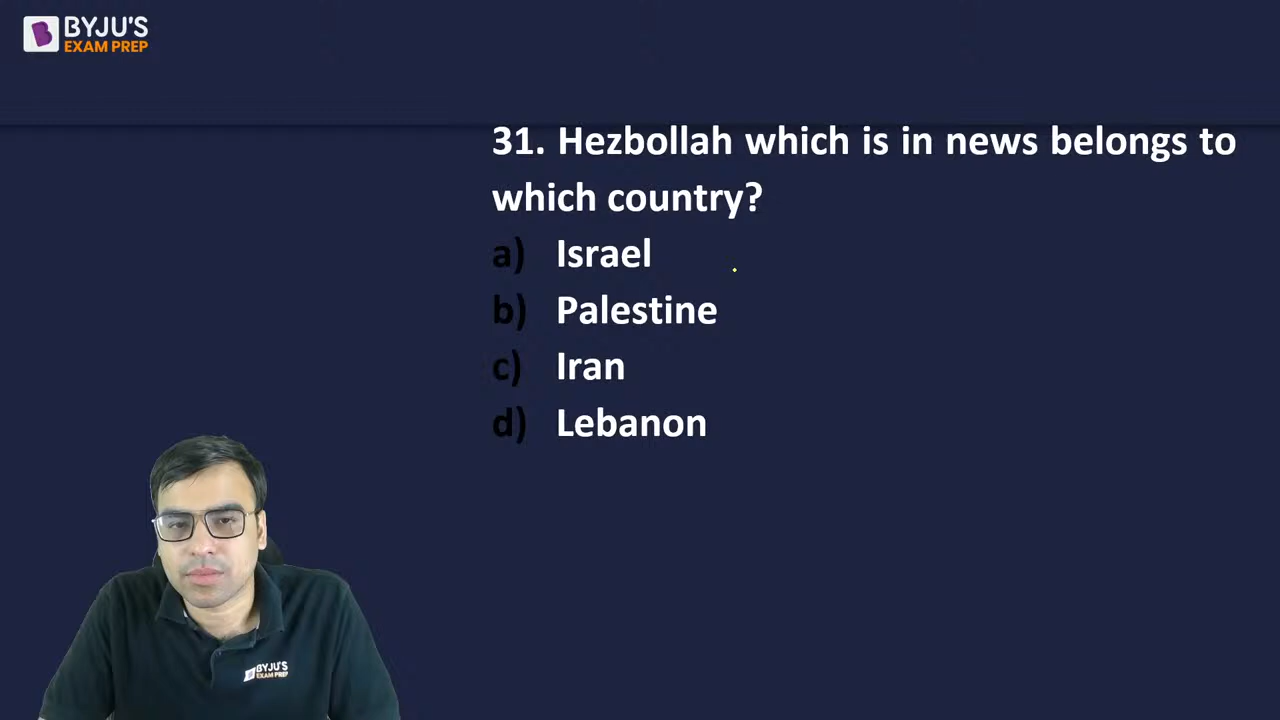 BYJU'S
EXAM PREP
31. Hezbollah which is in news belongs to
which country?
a) Israel
b) Palestine
c) Iran
d) Lebanon
BYJU'S
EXAM PREP